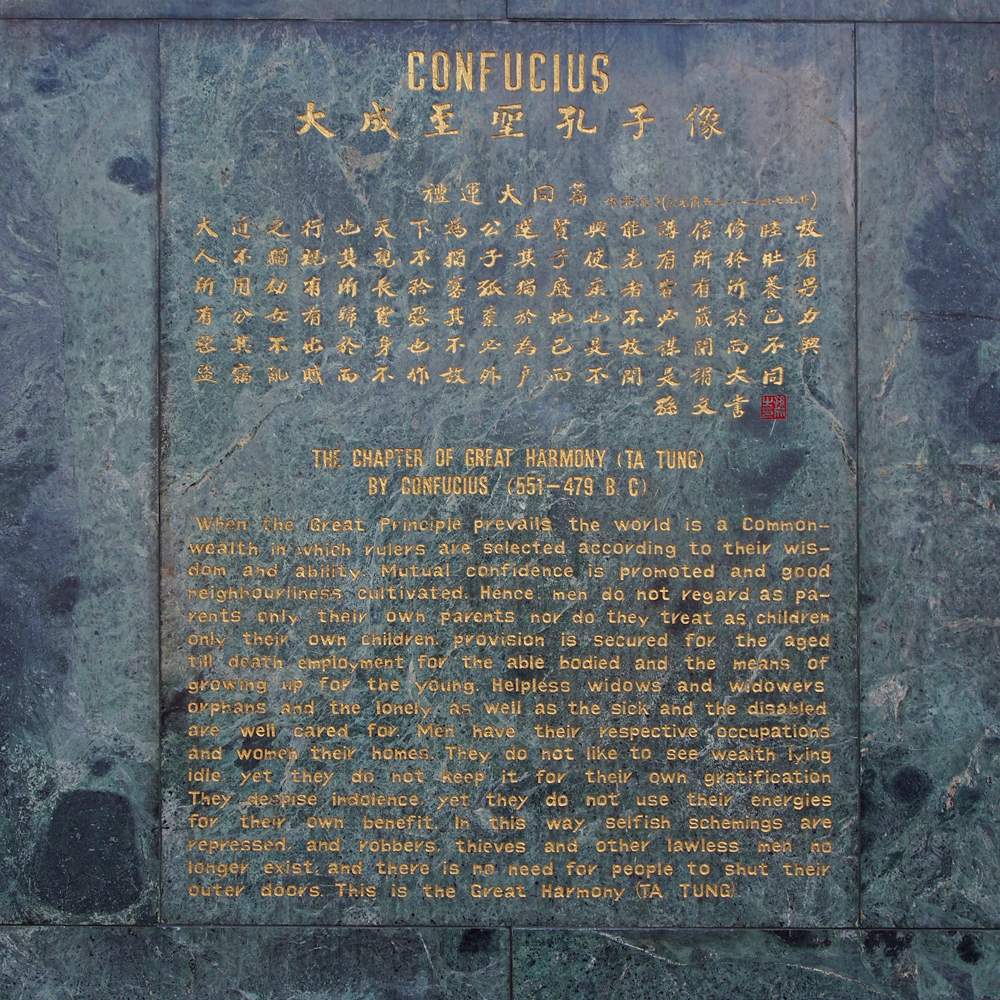 CONFUCIUS
大成至聖孔子像
禮運大同篇
大道之行也天下為公選賢與能講信修睦故
人不獨親其親不獨子其子使老有所終壯有
所用幼有所長矜寡孤獨廢疾者皆有所養男
有分女有歸貨惡其棄於地也不必藏於己力
惡其不出於身也不必為己是故謀閉而不興
盜竊亂賊而不作故外戶而不閉是謂大同
孫文書
THE CHAPTER OF GREAT HARMONY (TA TUNG)
BY CONFUCIUS (551—479 B. C)
When the Great Principle prevails the world is a Common-
wealth in which rulers are selected according to their wis-
dom and ability. Mutual confidence is promoted and good
neighbourliness cultivated. Hence, men do not regard as pa-
rents only their own parents nor do they treat as children
only their own children. provision is secured for the aged
till death employment for the able bodied and the means of
growing up for the young. Helpless widows and widowers
orphans and the lonely, as well as the sick and the disabled
are well cared for. Men have their respective occupations
and women their homes. They do not like to see wealth lying
idle, yet they do not keep it for their own gratification
They despise indolence, yet they do not use their energies
for their own benefit. In this way selfish schemings are
repressed, and robbers, thieves and other lawless men no
longer exist, and there is no need for people to shut their
outer doors. This is the Great Harmony (TA TUNG).